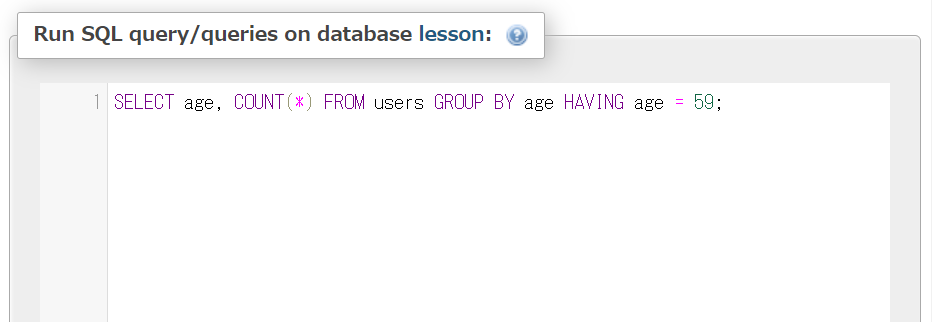 Run SQL query/queries on database lesson:
1 SELECT age, COUNT(*) FROM users GROUP BY age HAVING age = 59;